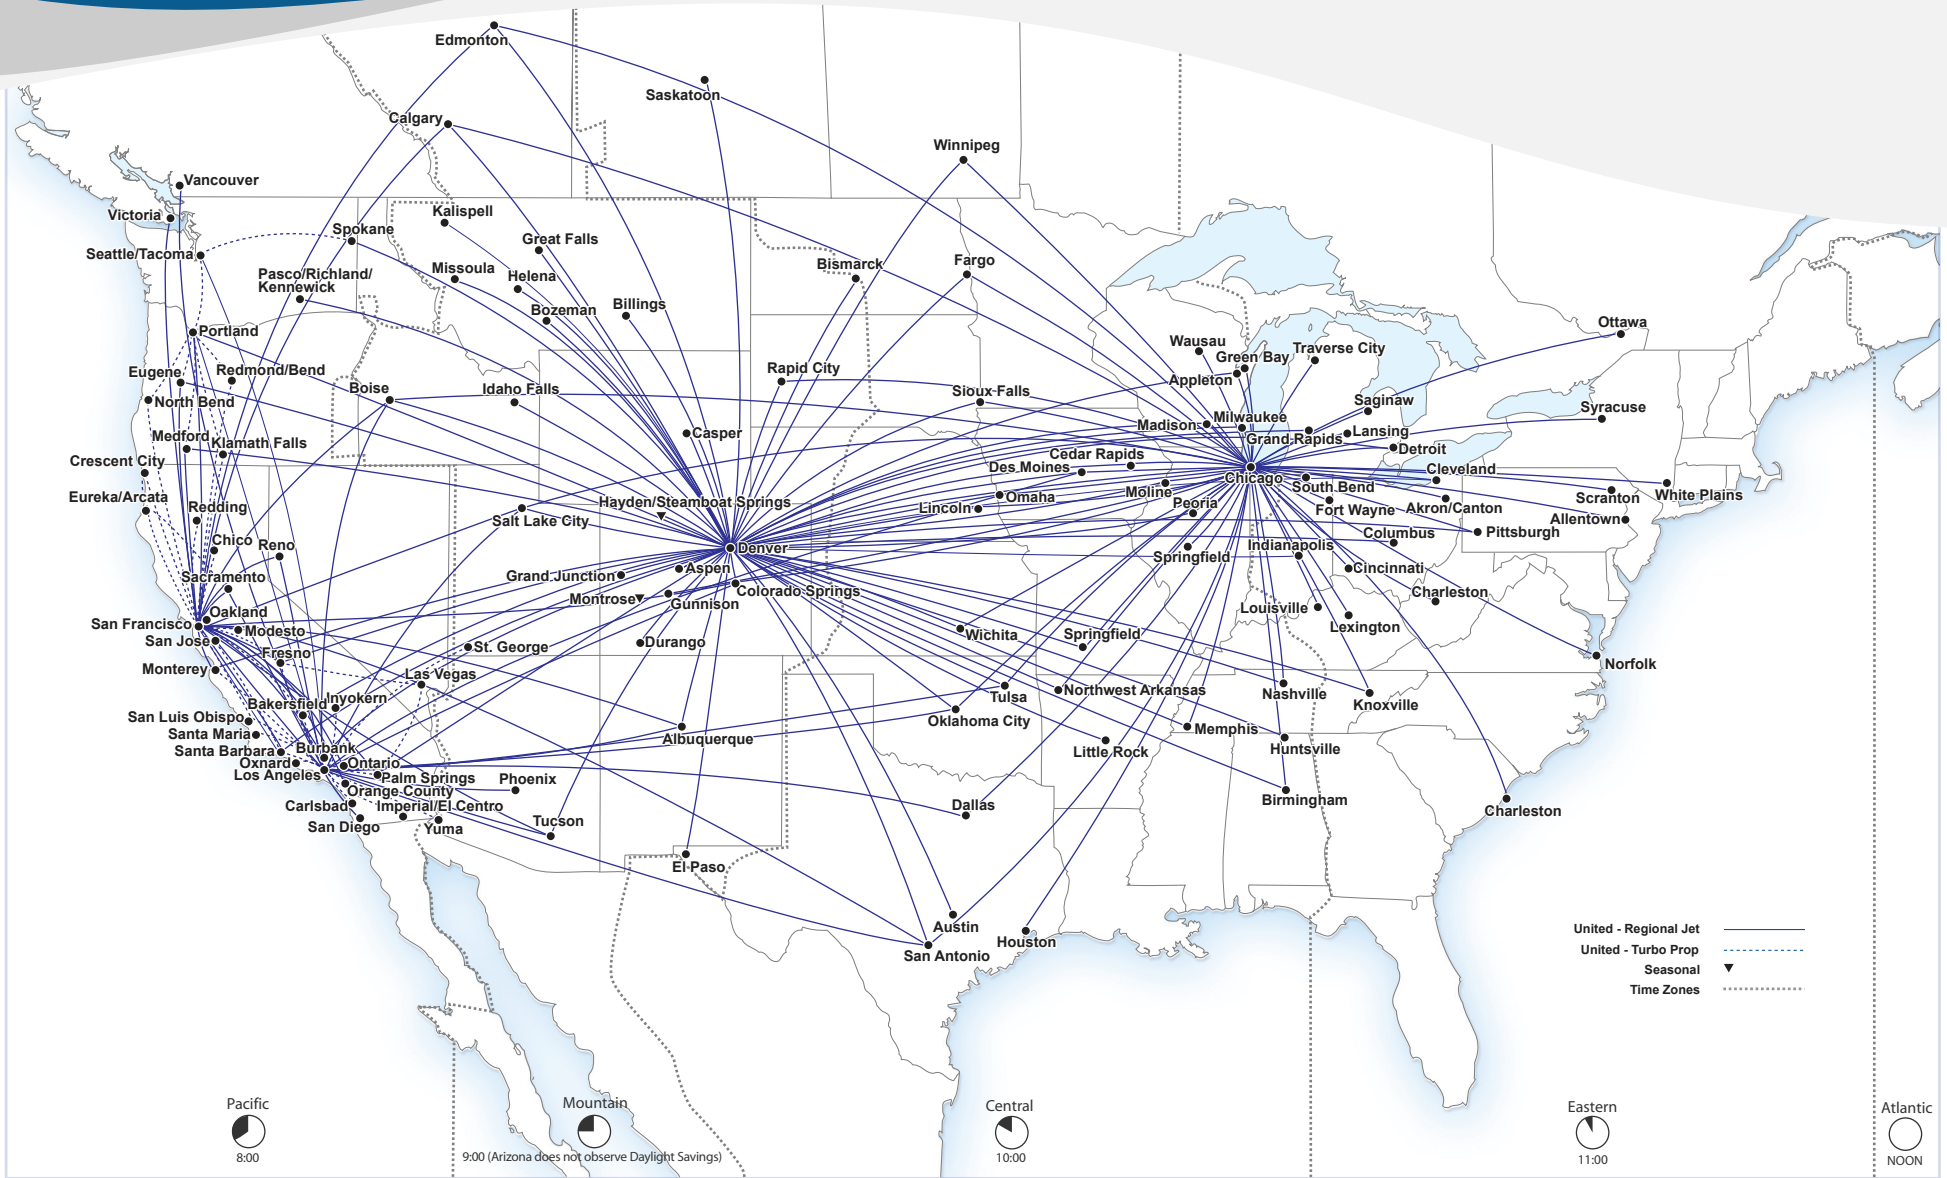 Edmonton
Saskatoon
Calgary
Winnipeg
Vancouver
Victoria
Kalispell
Spokane
Great Falls
Seattle/Tacoma
Missoula
Helena
Bismarck
Fargo
Pasco/Richland/
Kennewick
Billings
Bozeman
Portland
Ottawa
Wausau
Green Bay
Traverse City
Eugene
Redmond/Bend
Boise
Idaho Falls
Rapid City
Sioux Falls
Appleton
North Bend
Saginaw
Syracuse
Madison
Milwaukee
Grand Rapids
Lansing
Casper
Medford
Klamath Falls
Detroit
Crescent City
Cedar Rapids
Des Moines
Cleveland
Chicago
South Bend
Eureka/Arcata
Redding
Hayden/Steamboat Springs
Omaha
Lincoln
Moline
Peoria
Fort Wayne
Akron/Canton
Scranton
White Plains
Salt Lake City
Allentown
Pittsburgh
Columbus
Chico
Reno
Denver
Springfield
Indianapolis
Sacramento
Grand Junction
Aspen
Cincinnati
Colorado Springs
Montrose
Gunnison
Charleston
Louisville
Lexington
Oakland
San Francisco
Modesto
San Jose
Fresno
Durango
St. George
Wichita
Springfield
Monterey
Las Vegas
Norfolk
Inyokern
Bakersfield
Tulsa
Northwest Arkansas
Nashville
Knoxville
San Luis Obispo
Santa Maria
Oklahoma City
Memphis
Albuquerque
Santa Barbara
Burbank
Little Rock
Huntsville
Oxnard
Ontario
Los Angeles
Palm Springs
Phoenix
Orange County
Carlsbad
Imperial/El Centro
Dallas
Birmingham
Charleston
San Diego
Yuma
Tucson
El Paso
Austin
Houston
San Antonio
United - Regional Jet
United - Turbo Prop
Seasonal
Time Zones
Pacific
8:00
Mountain
9:00 (Arizona does not observe Daylight Savings)
Central
10:00
Eastern
11:00
Atlantic
NOON